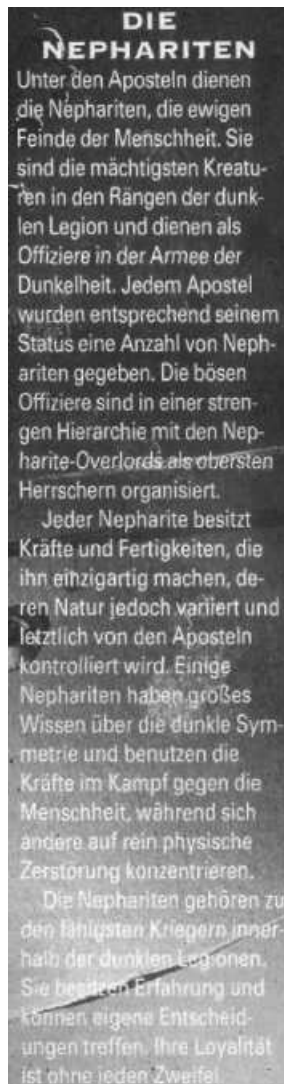 DIE
NEPHARITEN
Unter den Aposteln dienen
die Nephariten, die ewigen
Feinde der Menschheit. Sie
sind die mächtigsten Kreatu-
ren in den Rängen der dunk-
len Legion und dienen als
Offiziere in der Armee der
Dunkelheit. Jedem Apostel
wurden entsprechend seinem
Status eine Anzahl von Neph-
ariten gegeben. Die bösen
Offiziere sind in einer stren-
gen Hierarchie mit den Nep-
harite-Overlords als obersten
Herrschern organisiert.
Jeder Nepharite besitzt
Kräfte und Fertigkeiten, die
ihn einzigartig machen, de-
ren Natur jedoch variiert und
letztlich von den Aposteln
kontrolliert wird. Einige
Nephariten haben großes
Wissen über die dunkle Sym-
metrie und benutzen die
Kräfte im Kampf gegen die
Menschheit, während sich
andere auf rein physische
Zerstörung konzentrieren.
Die Nephariten gehören zu
den fähigsten Kriegern inner-
halb der dunklen Legionen.
Sie besitzen Erfahrung und
können eigene Entscheid-
ungen treffen. Ihre Loyalität
ist ohne jeden Zweifel